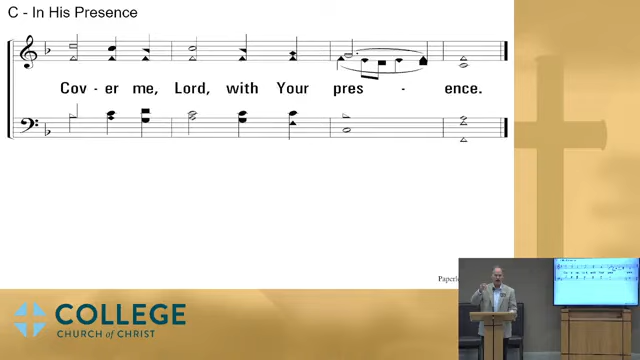 C - In His Presence
Cov - er me, Lord, with Your pres - ence.
COLLEGE
CHURCH of CHRIST